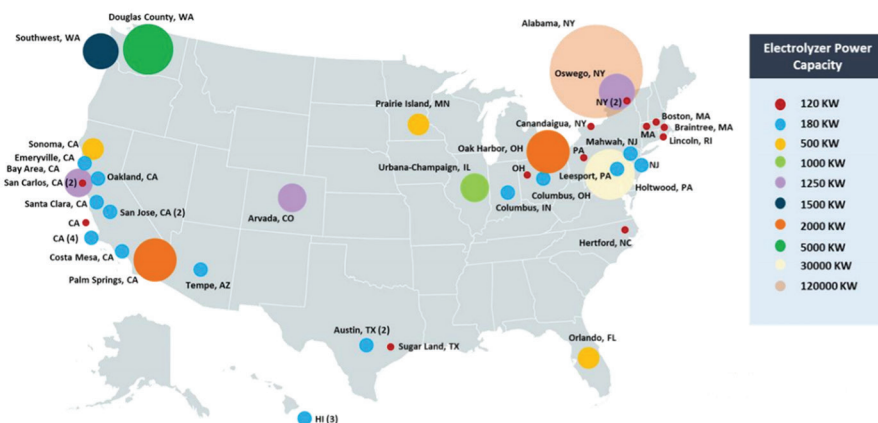 Douglas County, WA
Southwest, WA
Alabama, NY
Oswego, NY
NY (2)
Prairie Island, MN
Canandaigua, NY
Boston, MA
MA
Braintree, MA
Lincoln, RI
Mahwah, NJ
Sonoma, CA
Emeryville, CA
Bay Area, CA
Oakland, CA
San Carlos, CA (2)
Santa Clara, CA
San Jose, CA (2)
CA
CA (4)
Costa Mesa, CA
Palm Springs, CA
Tempe, AZ
Arvada, CO
Oak Harbor, OH
Urbana-Champaign, IL
OH
PA
Leesport, PA
NJ
Holtwood, PA
Columbus, OH
Columbus, IN
Hertford, NC
Austin, TX (2)
Sugar Land, TX
Orlando, FL
HI (3)
Electrolyzer Power
Capacity
120 KW
180 KW
500 KW
1000 KW
1250 KW
1500 KW
2000 KW
5000 KW
30000 KW
120000 KW